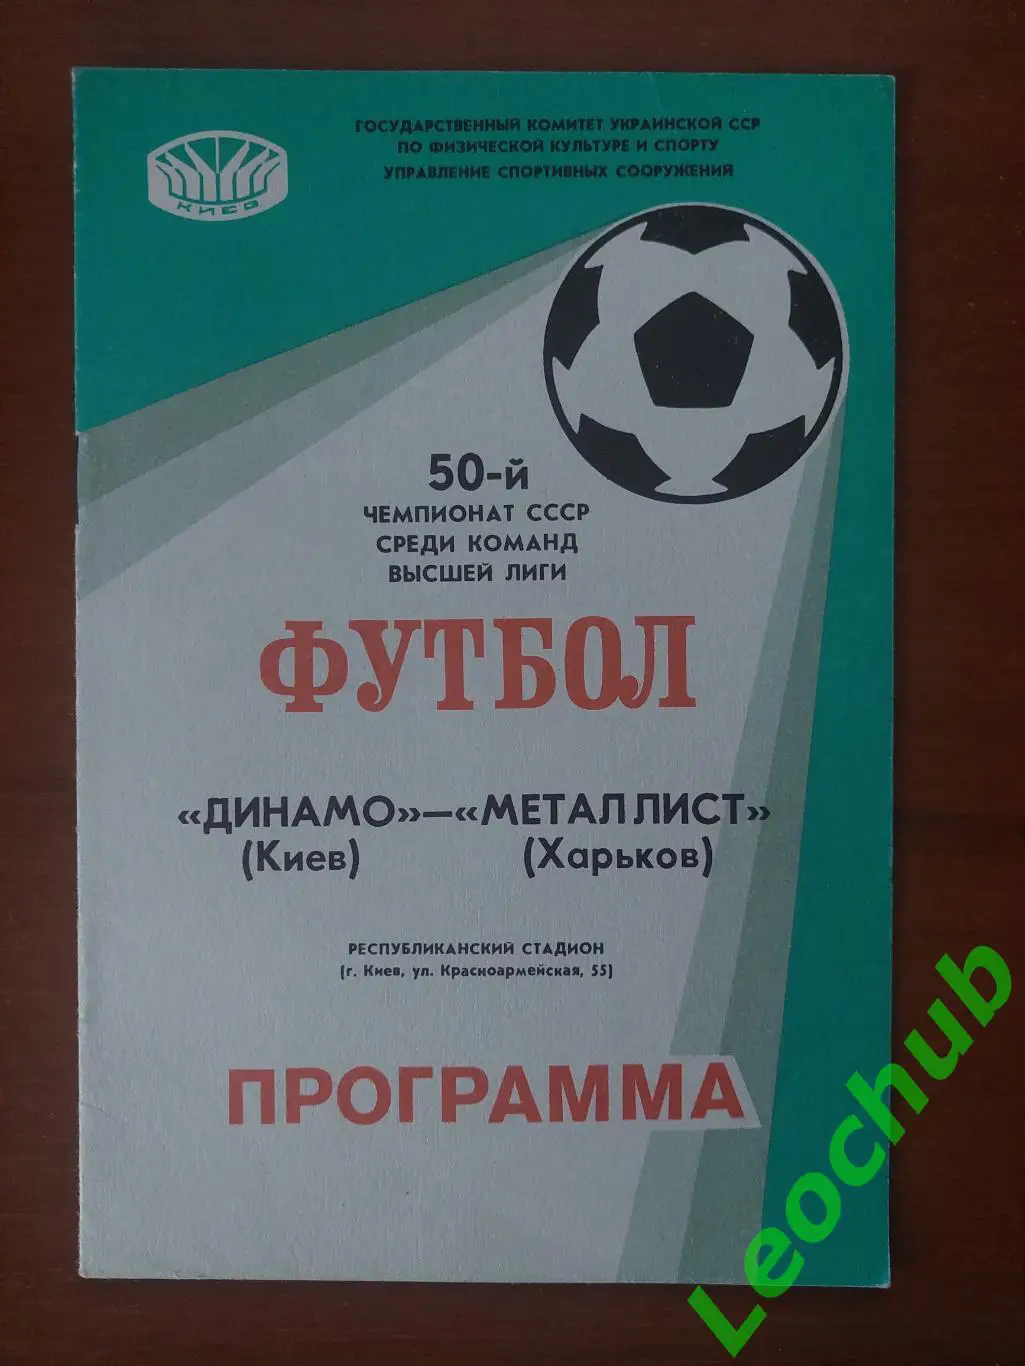 ГОСУДАРСТВЕННЫЙ КОМИТЕТ УКРАИНСКОЙ ССР
ПО ФИЗИЧЕСКОЙ КУЛЬТУРЕ И СПОРТУ
УПРАВЛЕНИЕ СПОРТИВНЫХ СООРУЖЕНИЙ
КИЕВ
50-й
ЧЕМПИОНАТ СССР
СРЕДИ КОМАНД
ВЫСШЕЙ ЛИГИ
ФУТБОЛ
«ДИНАМО»—«МЕТАЛЛИСТ»
(Киев) (Харьков)
РЕСПУБЛИКАНСКИЙ СТАДИОН
(г. Киев, ул. Красноармейская, 55)
ПРОГРАММА
Leochub